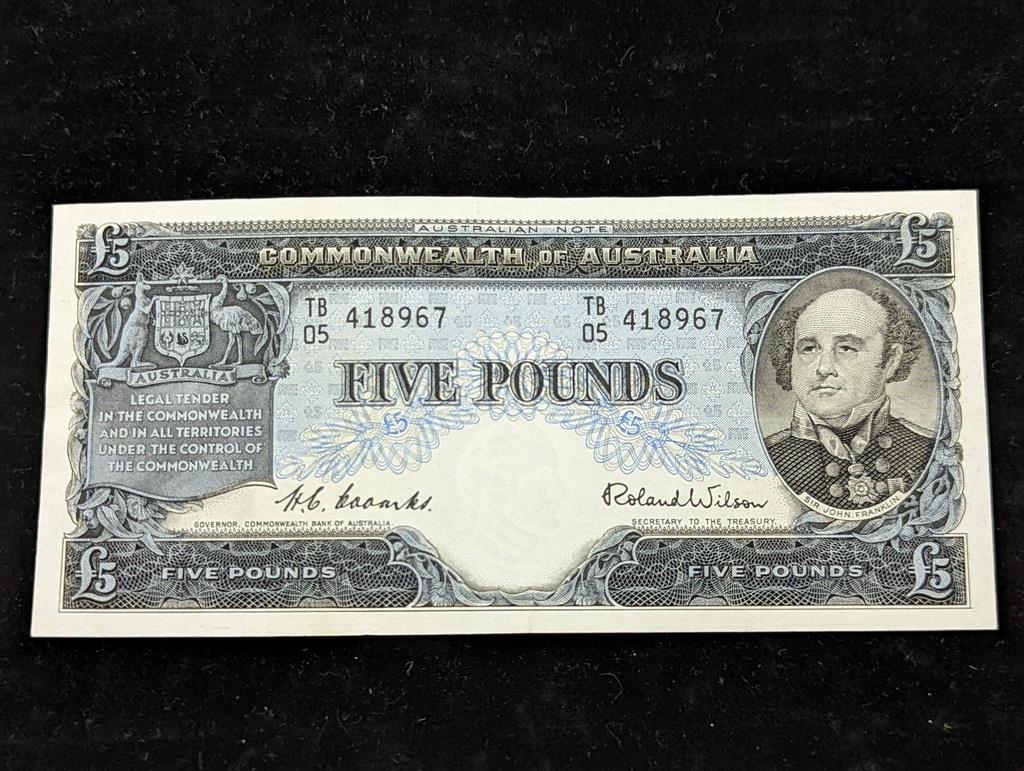 AUSTRALIAN NOTE
£5 COMMONWEALTH OF AUSTRALIA £5
TB 05 418967 TB 05 418967
AUSTRALIA
LEGAL TENDER
IN THE COMMONWEALTH
AND IN ALL TERRITORIES
UNDER THE CONTROL OF
THE COMMONWEALTH
FIVE POUNDS
£5 £5
H.C. Coombs.
GOVERNOR, COMMONWEALTH BANK OF AUSTRALIA
Roland Wilson
SECRETARY TO THE TREASURY.
SIR JOHN FRANKLIN
£5 FIVE POUNDS FIVE POUNDS £5